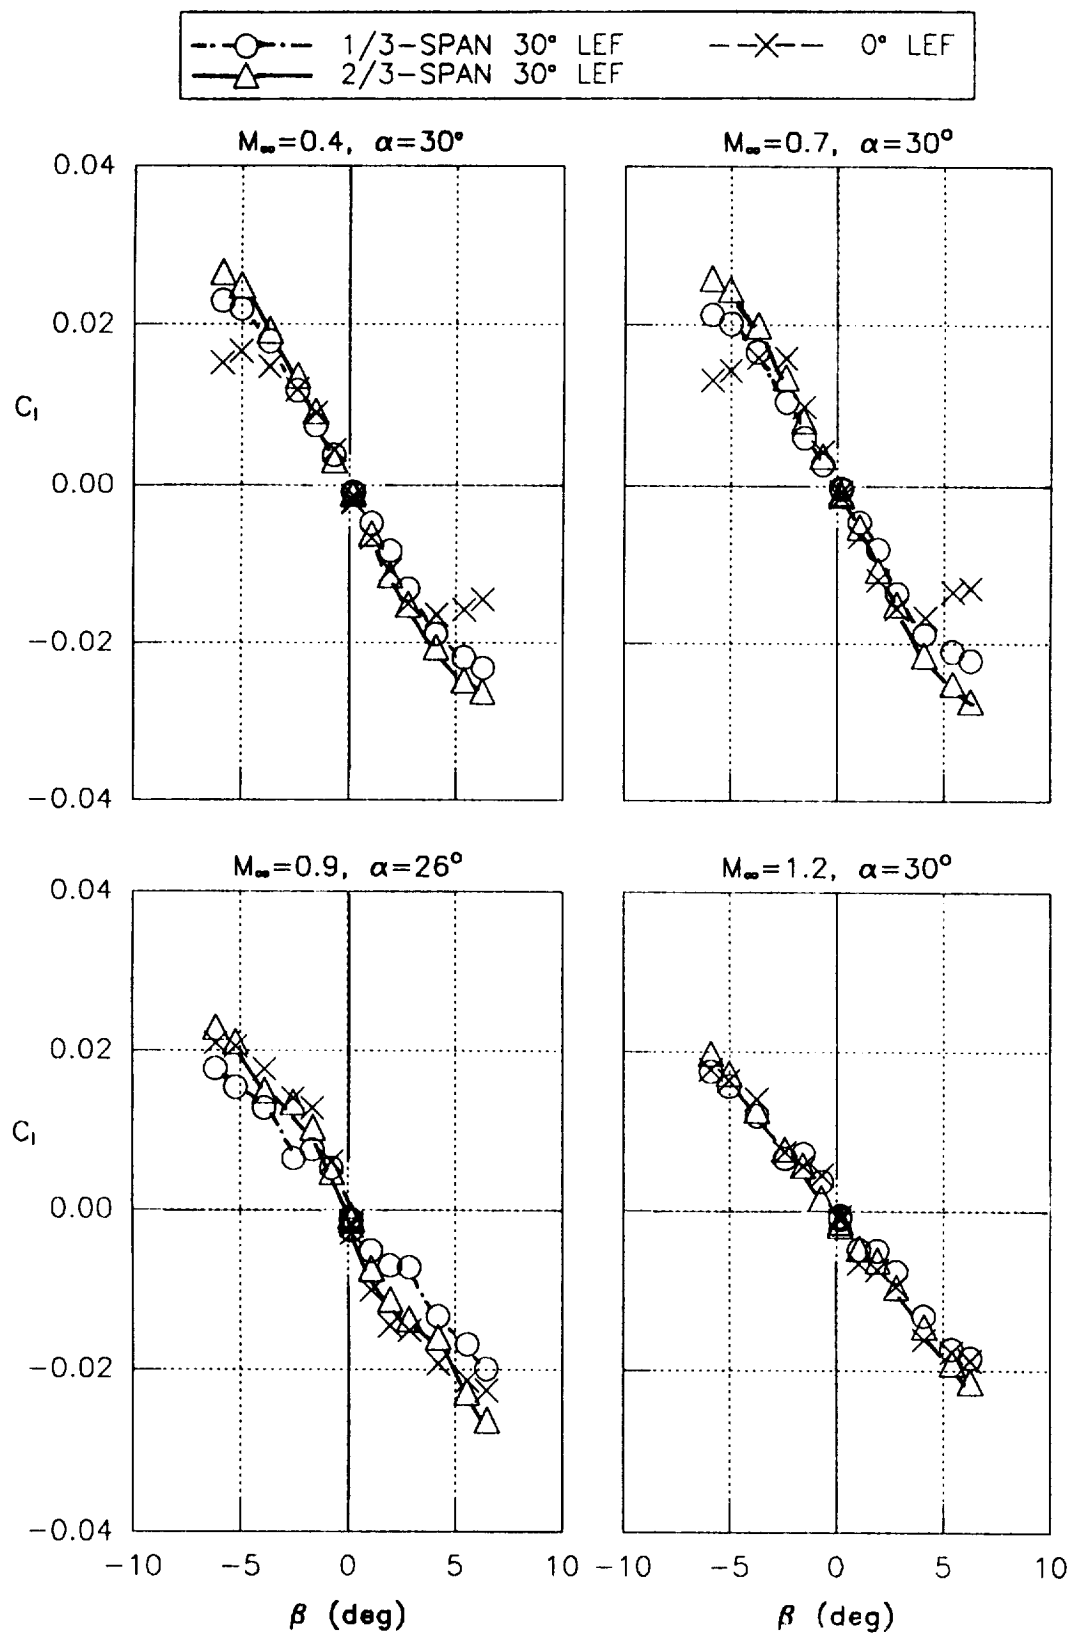 1/3-SPAN 30° LEF
0° LEF
2/3-SPAN 30° LEF
M∞=0.4, α=30°
M∞=0.7, α=30°
0.04
0.02
Cl
0.00
−0.02
−0.04
M∞=0.9, α=26°
M∞=1.2, α=30°
0.04
0.02
Cl
0.00
−0.02
−0.04
−10 −5 0 5 10 −10 −5 0 5 10
β (deg) β (deg)